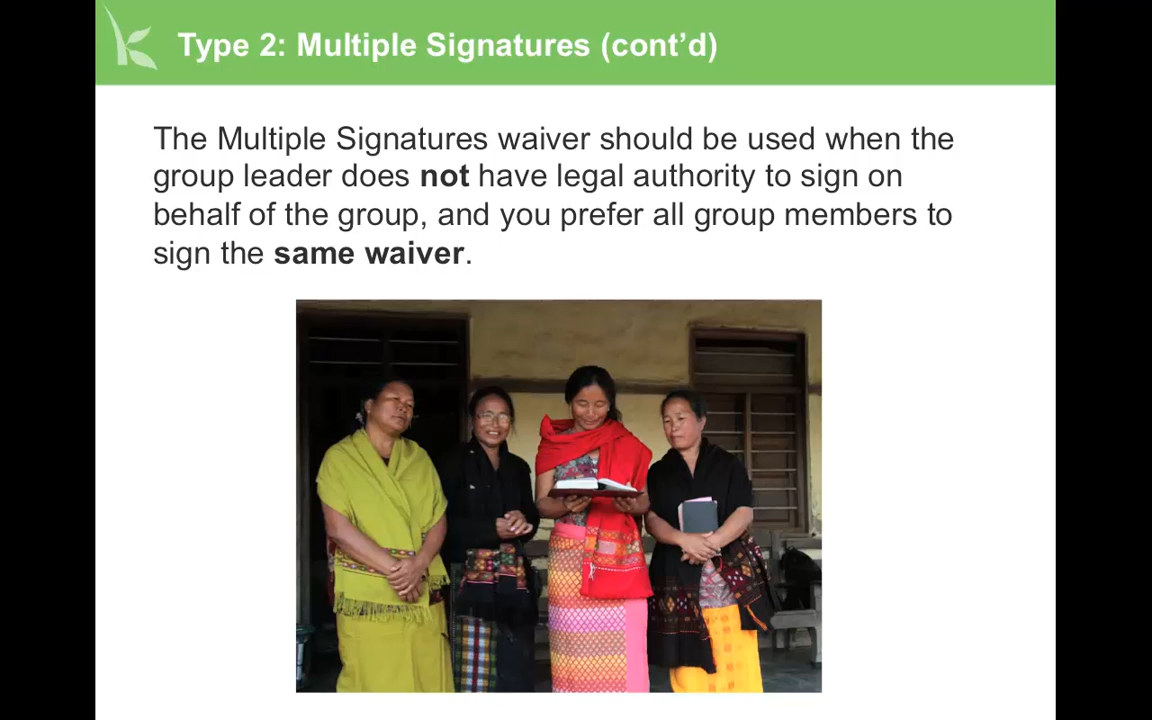 Type 2: Multiple Signatures (cont’d)
The Multiple Signatures waiver should be used when the
group leader does not have legal authority to sign on
behalf of the group, and you prefer all group members to
sign the same waiver.